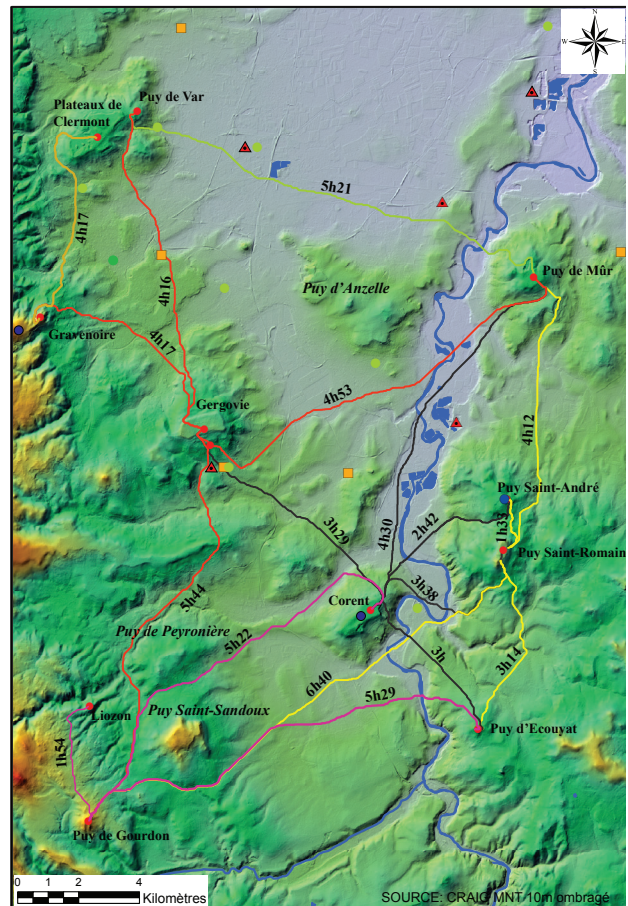 N
W
E
S
Puy de Var
Plateaux de
Clermont
5h21
4h17
Puy de Mûr
Puy d'Anzelle
4h16
Gravenoire
4h17
4h53
Gergovie
4h12
Puy Saint-André
3h29
4h30
2h42
1h33
Puy Saint-Romain
3h38
Corent
5h44
Puy de Peyronière
5h22
3h
3h14
6h40
5h29
Liozon
Puy Saint-Sandoux
Puy d'Ecouyat
1h54
Puy de Gourdon
0 2 4
Kilomètres
SOURCE: CRAIG MNT 10m ombragé